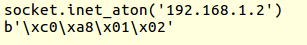 socket.inet_aton('192.168.1.2')
b'\xc0\xa8\x01\x02'